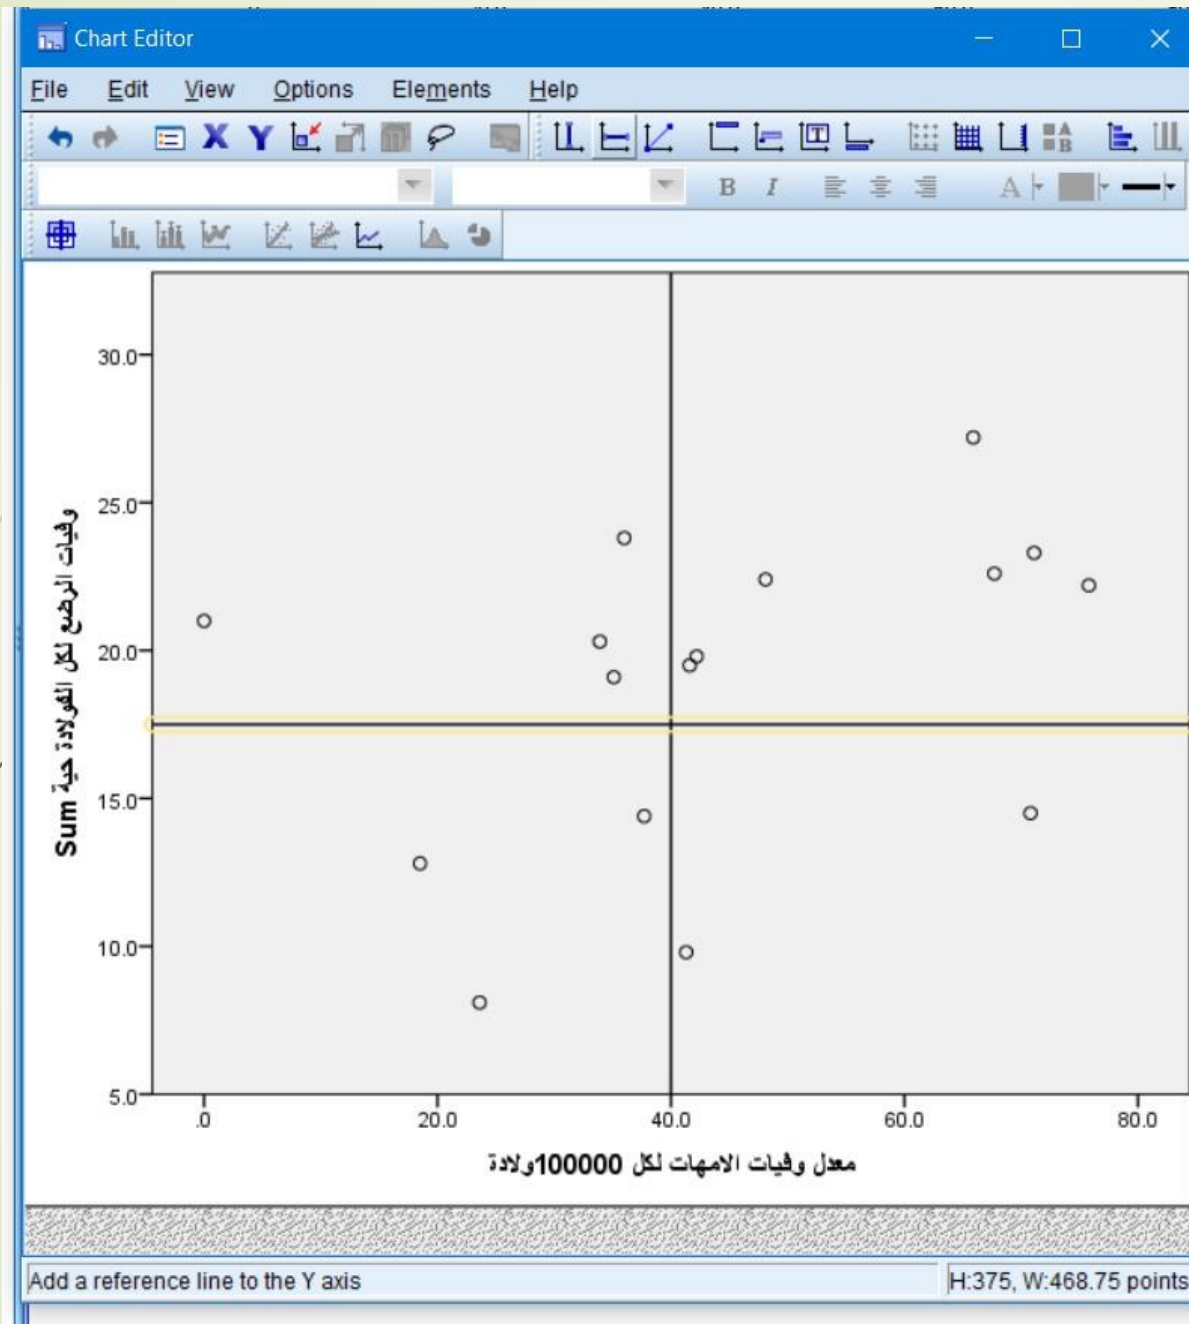 Chart Editor
File Edit View Options Elements Help
B I A
30.0
25.0
20.0
15.0
10.0
5.0
وفيات الرضع لكل الفولادة حية Sum
.0 20.0 40.0 60.0 80.0
معدل وفيات الامهات لكل 100000ولادة
Add a reference line to the Y axis
H:375, W:468.75 points